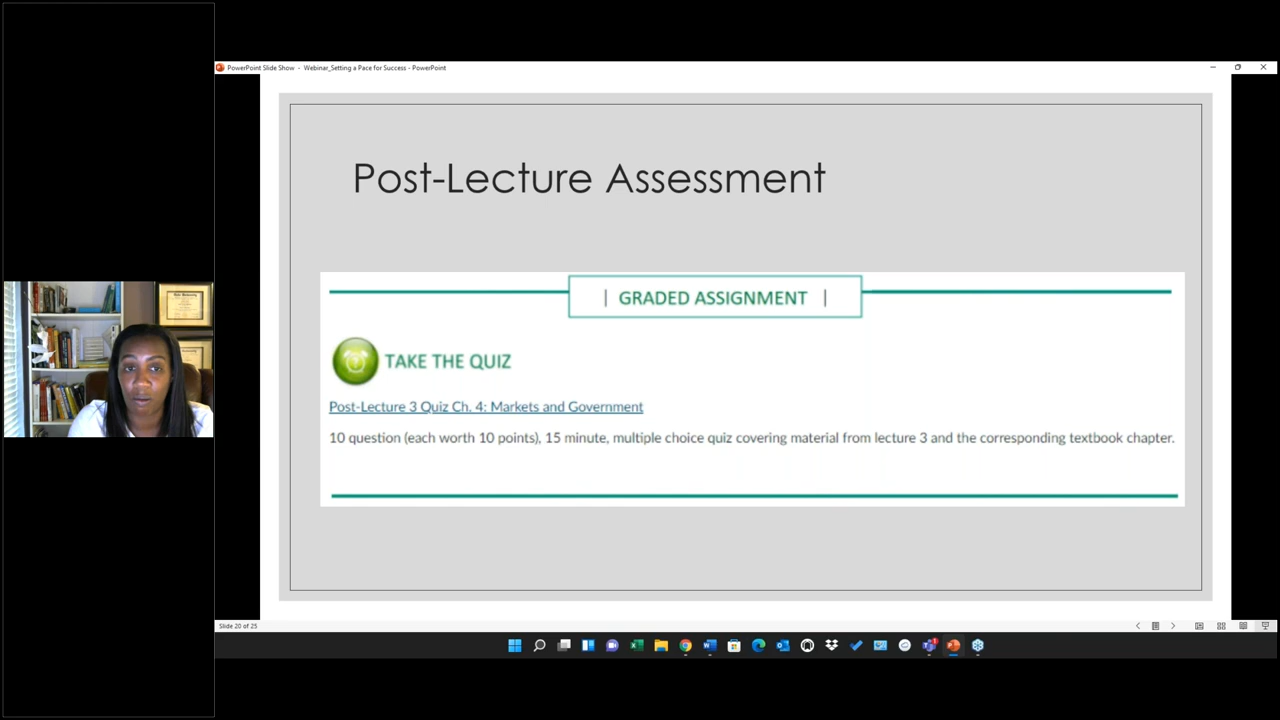 PowerPoint Slide Show - Webinar_Setting a Pace for Success - PowerPoint
Post-Lecture Assessment
| GRADED ASSIGNMENT |
TAKE THE QUIZ
Post-Lecture 3 Quiz Ch. 4: Markets and Government
10 question (each worth 10 points), 15 minute, multiple choice quiz covering material from lecture 3 and the corresponding textbook chapter.
Slide 20 of 25